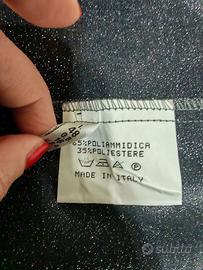 65%POLIAMMIDICA
35%POLIESTERE
MADE IN ITALY
subito